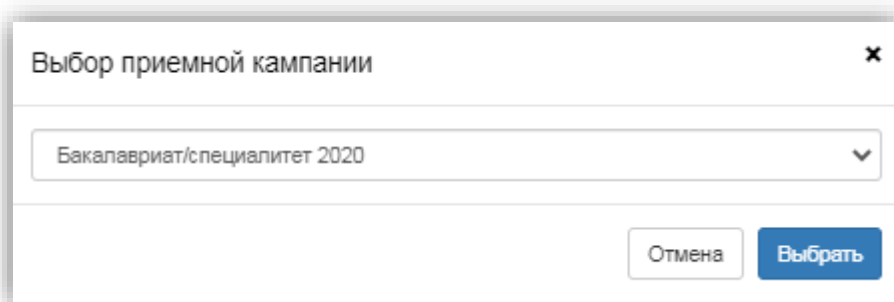 Выбор приемной кампании
Бакалавриат/специалитет 2020
Отмена
Выбрать